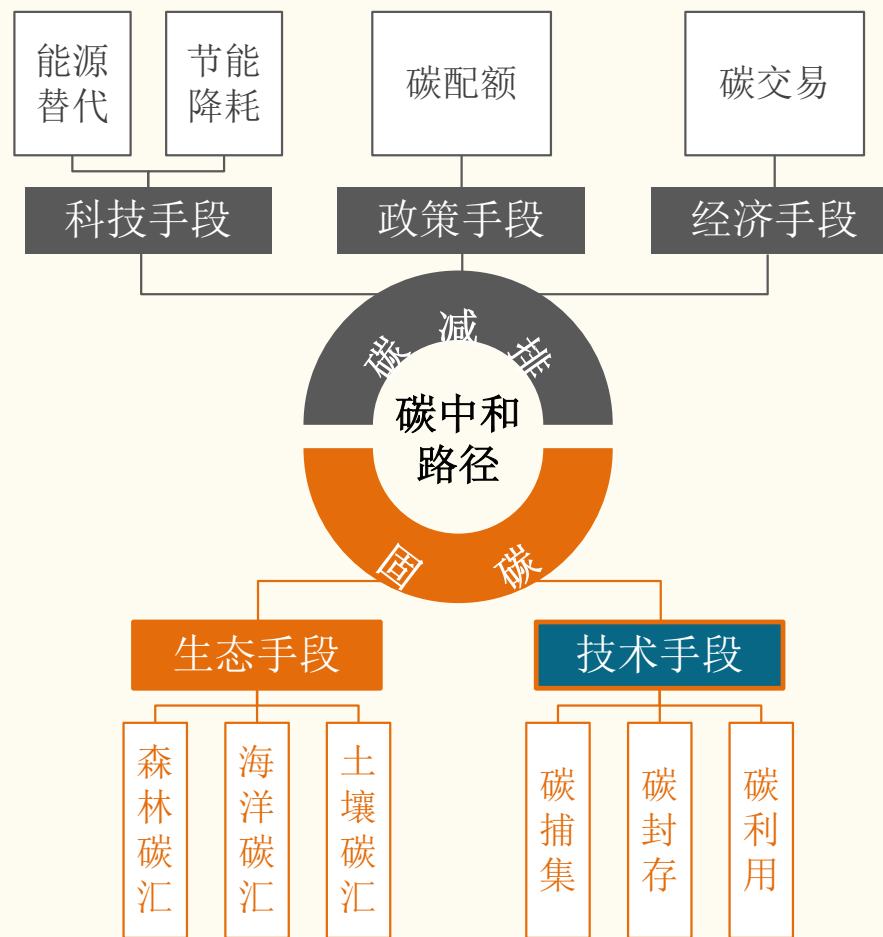 能源
替代
节能
降耗
碳配额
碳交易
科技手段
政策手段
经济手段
碳减排
碳中和
路径
固碳
生态手段
技术手段
森林碳汇
海洋碳汇
土壤碳汇
碳捕集
碳封存
碳利用